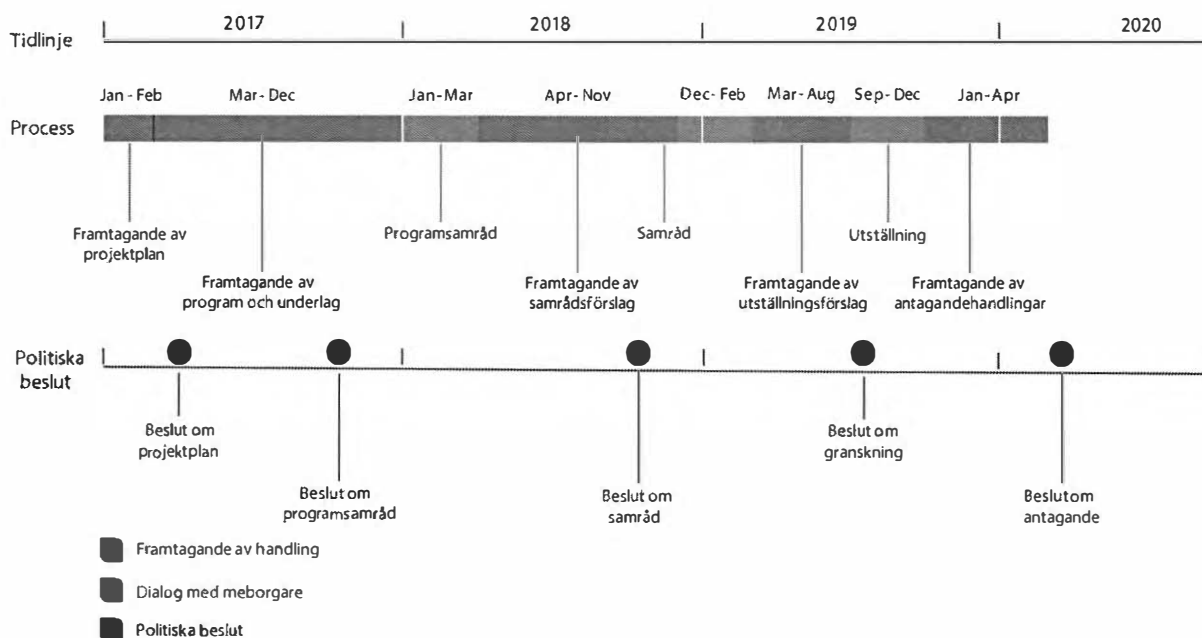 2017
2018
2019
2020
Tidlinje
Jan - Feb
Mar - Dec
Jan-Mar
Apr- Nov
Dec- Feb
Mar- Aug
Sep- Dec
Jan-Apr
Process
Framtagande av
projektplan
Programsamråd
Samråd
Utställning
Framtagande av
program och underlag
Framtagande av
samrådsförslag
Framtagande av
utställningsförslag
Framtagande av
antagandehandlingar
Politiska
beslut
Beslut om
projektplan
Beslut om
granskning
Beslut om
programsamråd
Beslut om
samråd
Beslut om
antagande
Framtagande av handling
Dialog med meborgare
Politiska beslut